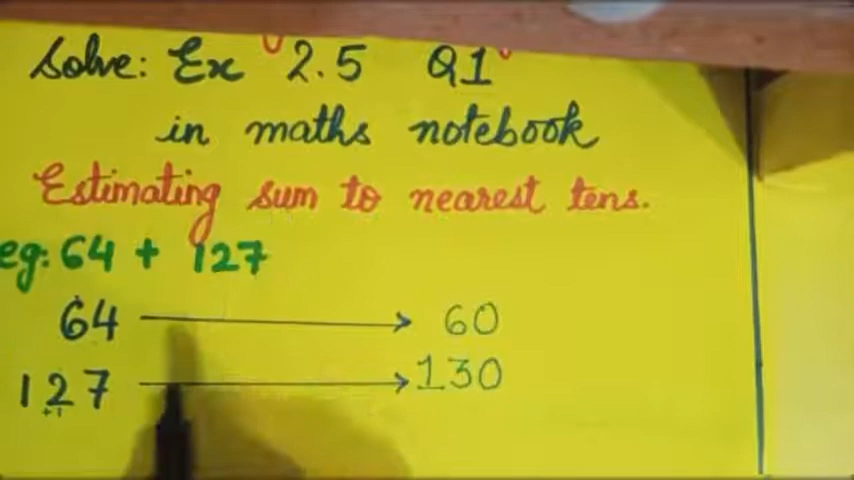 Solve: Ex 2.5 Q1
in maths notebook
Estimating sum to nearest tens.
eg: 64 + 127
64 → 60
127 → 130
+1